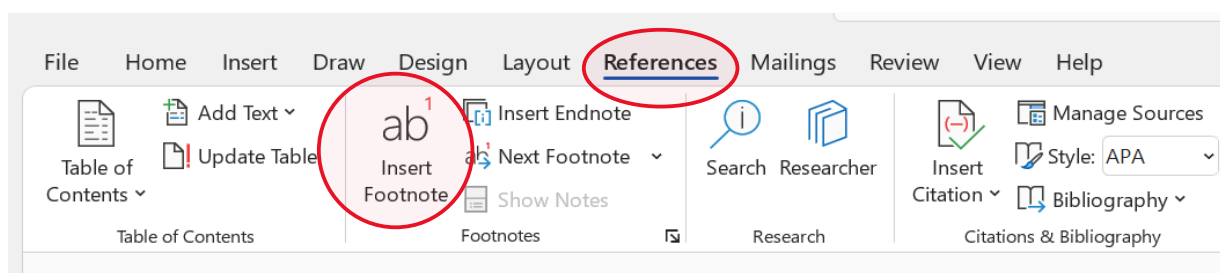 File Home Insert Draw Design Layout References Mailings Review View Help
Table of Contents
Add Text
Update Table
Table of Contents
ab1
Insert Footnote
Insert Endnote
Next Footnote
Show Notes
Footnotes
Search
Researcher
Research
Insert Citation
Manage Sources
Style: APA
Bibliography
Citations & Bibliography